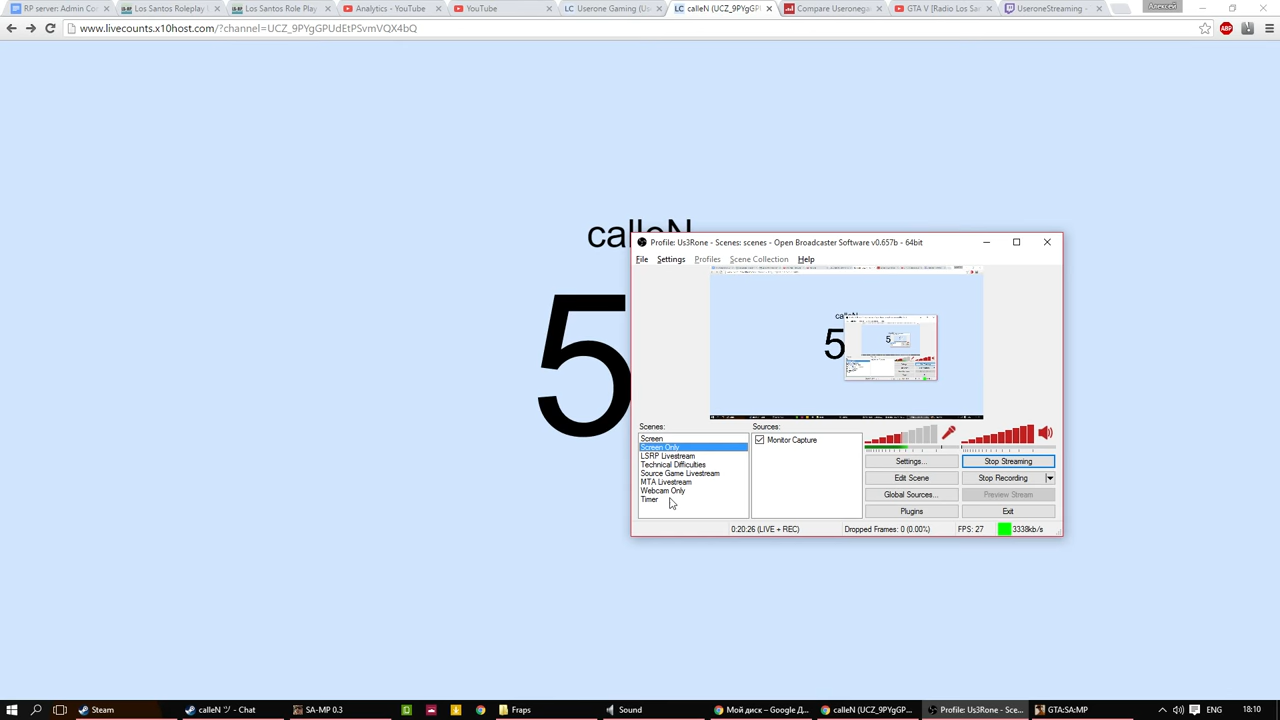 RP server: Admin Co
Los Santos Roleplay
Los Santos Role Play
Analytics - YouTube
YouTube
Userone Gaming (Us
calleN (UCZ_9PYgGP
Compare Useronega
GTA V [Radio Los Sa
UseroneStreaming -
Алексей
www.livecounts.x10host.com/?channel=UCZ_9PYgGPUdEtPSvmVQX4bQ
calleN
5
Profile: Us3Rone - Scenes: scenes - Open Broadcaster Software v0.657b - 64bit
File Settings Profiles Scene Collection Help
calleN
5
5
Scenes:
Screen
Screen Only
LSRP Livestream
Technical Difficulties
Source Game Livestream
MTA Livestream
Webcam Only
Timer
Sources:
Monitor Capture
Settings...
Stop Streaming
Edit Scene
Stop Recording
Global Sources...
Preview Stream
Plugins
Exit
0:20:26 (LIVE + REC)
Dropped Frames: 0 (0.00%)
FPS: 27
3338kb/s
Steam
calleN ツ - Chat
SA-MP 0.3
Fraps
Sound
Мой диск – Google Д...
calleN (UCZ_9PYgGP...
Profile: Us3Rone - Sce...
GTA:SA:MP
ENG
18:10